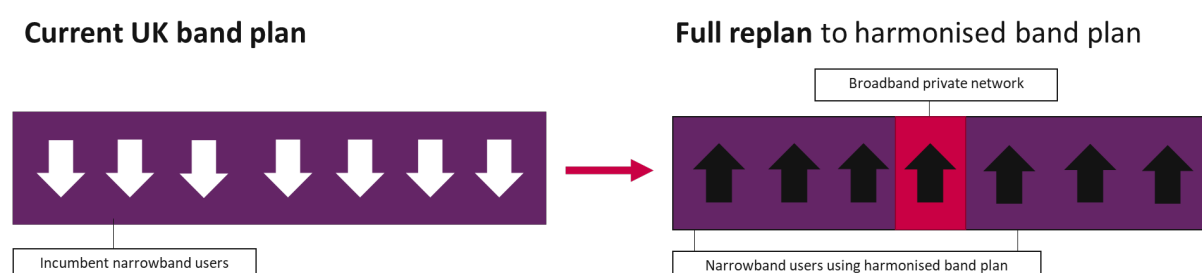 Current UK band plan
Full replan to harmonised band plan
Broadband private network
Incumbent narrowband users
Narrowband users using harmonised band plan